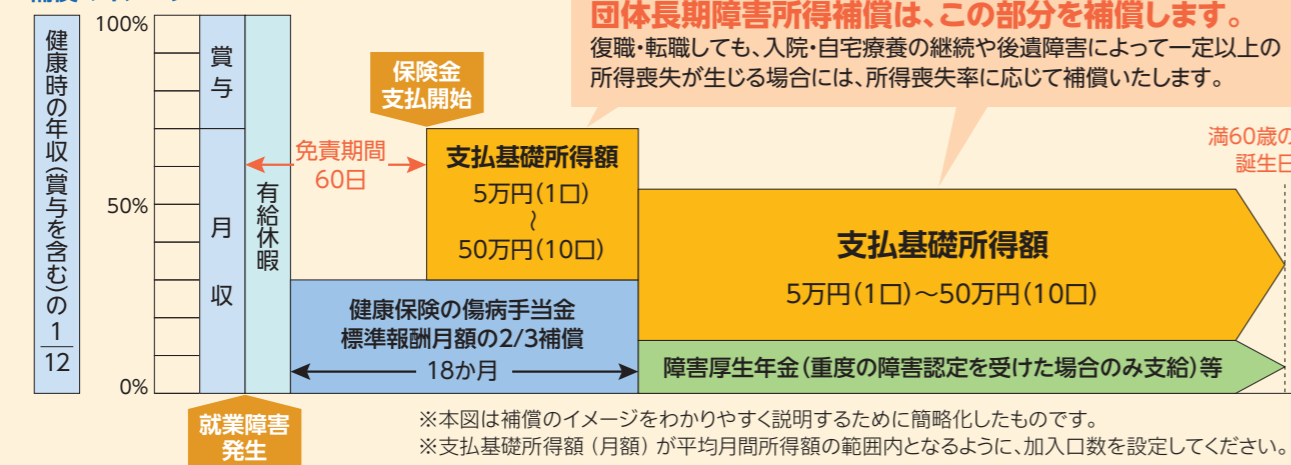 団体長期障害所得補償は、この部分を補償します。
復職・転職しても、入院・自宅療養の継続や後遺障害によって一定以上の
所得喪失が生じる場合には、所得喪失率に応じて補償いたします。
健康時の年収(賞与を含む)の1/12
100%
50%
0%
賞与
月収
有給休暇
免責期間
60日
保険金
支払開始
支払基礎所得額
5万円(1口)
~
50万円(10口)
満60歳の
誕生日
支払基礎所得額
5万円(1口)~50万円(10口)
健康保険の傷病手当金
標準報酬月額の2/3補償
18か月
障害厚生年金(重度の障害認定を受けた場合のみ支給)等
就業障害
発生
※本図は補償のイメージをわかりやすく説明するために簡略化したものです。
※支払基礎所得額(月額)が平均月間所得額の範囲内となるように、加入口数を設定してください。